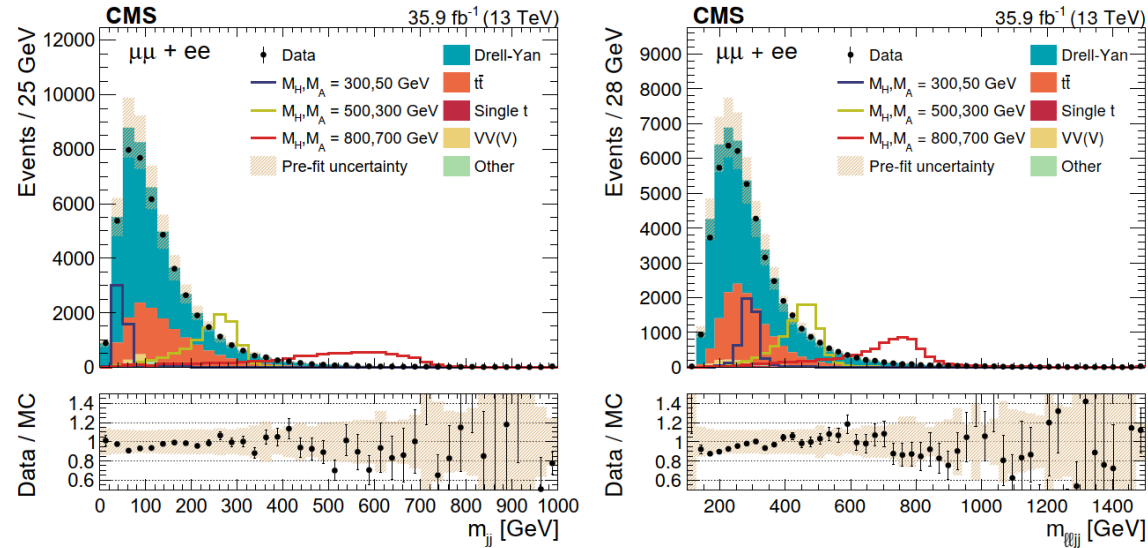 CMS 35.9 fb⁻¹ (13 TeV)
μμ + ee
Data
M_H,M_A = 300,50 GeV
M_H,M_A = 500,300 GeV
M_H,M_A = 800,700 GeV
Pre-fit uncertainty
Drell-Yan
tt̄
Single t
VV(V)
Other
Events / 25 GeV
12000
10000
8000
6000
4000
2000
0
Data / MC
1.4
1.2
1
0.8
0.6
0 100 200 300 400 500 600 700 800 900 1000
m_jj [GeV]
CMS 35.9 fb⁻¹ (13 TeV)
μμ + ee
Data
M_H,M_A = 300,50 GeV
M_H,M_A = 500,300 GeV
M_H,M_A = 800,700 GeV
Pre-fit uncertainty
Drell-Yan
tt̄
Single t
VV(V)
Other
Events / 28 GeV
9000
8000
7000
6000
5000
4000
3000
2000
1000
0
Data / MC
1.4
1.2
1
0.8
0.6
200 400 600 800 1000 1200 1400
m_ℓℓjj [GeV]